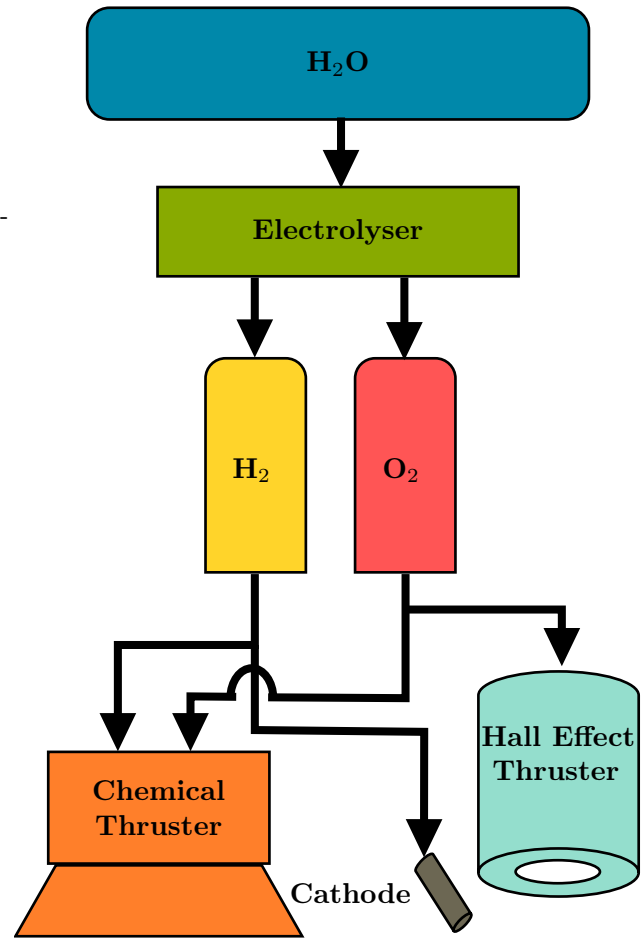 H₂O
Electrolyser
H₂
O₂
Hall Effect
Thruster
Chemical
Thruster
Cathode